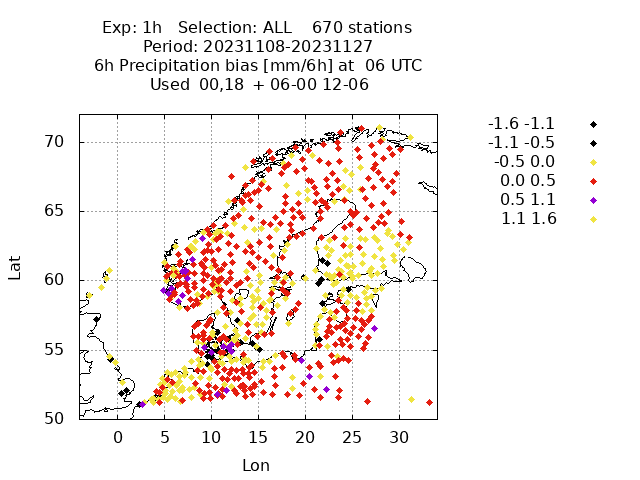 Exp: 1h   Selection: ALL    670 stations
Period: 20231108-20231127
6h Precipitation bias [mm/6h] at  06 UTC
Used  00,18  + 06-00 12-06
-1.6 -1.1
-1.1 -0.5
-0.5 0.0
0.0 0.5
0.5 1.1
1.1 1.6
70
65
60
55
50
Lat
0 5 10 15 20 25 30
Lon